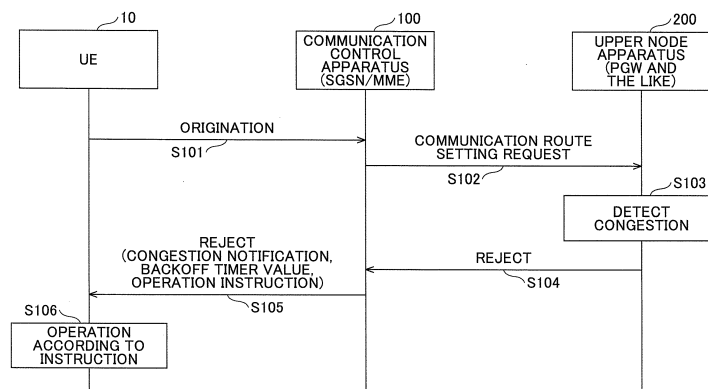 10
UE
100
COMMUNICATION
CONTROL
APPARATUS
(SGSN/MME)
200
UPPER NODE
APPARATUS
(PGW AND
THE LIKE)
ORIGINATION
S101
COMMUNICATION ROUTE
SETTING REQUEST
S102
S103
DETECT
CONGESTION
REJECT
S104
REJECT
(CONGESTION NOTIFICATION,
BACKOFF TIMER VALUE,
OPERATION INSTRUCTION)
S105
S106
OPERATION
ACCORDING TO
INSTRUCTION